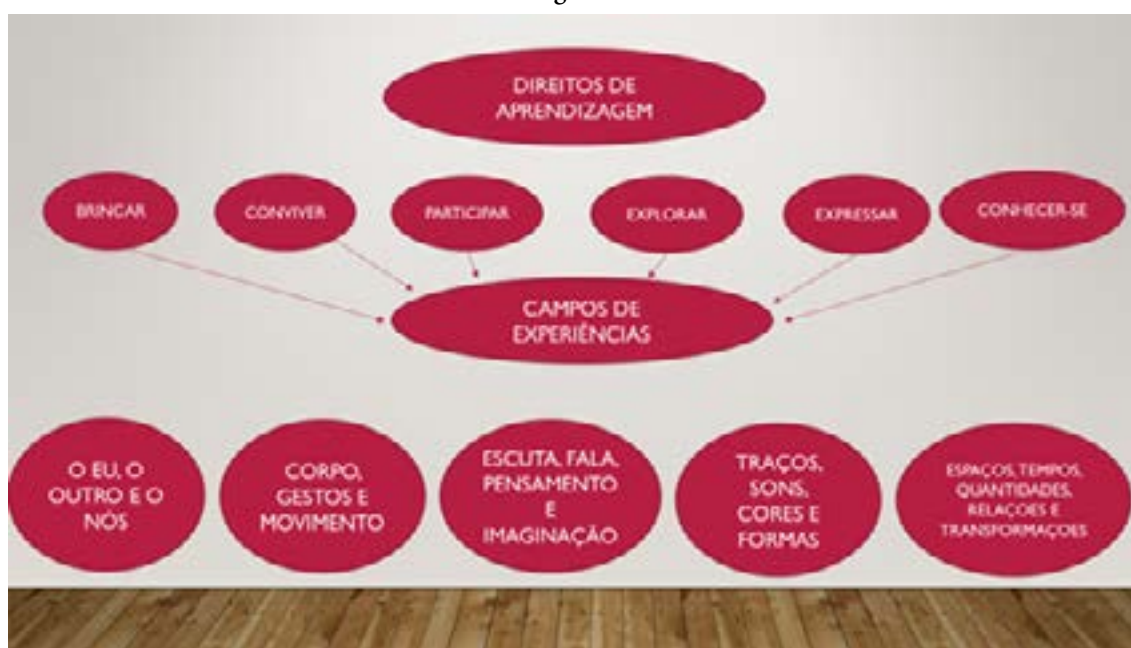 DIREITOS DE
APRENDIZAGEM
BRINCAR
CONVIVER
PARTICIPAR
EXPLORAR
EXPRESSAR
CONHECER-SE
CAMPOS DE
EXPERIÊNCIAS
O EU, O
OUTRO E O
NÓS
CORPO,
GESTOS E
MOVIMENTO
ESCUTA, FALA,
PENSAMENTO
E
IMAGINAÇÃO
TRAÇOS,
SONS,
CORES E
FORMAS
ESPAÇOS, TEMPOS,
QUANTIDADES,
RELAÇÕES E
TRANSFORMAÇÕES